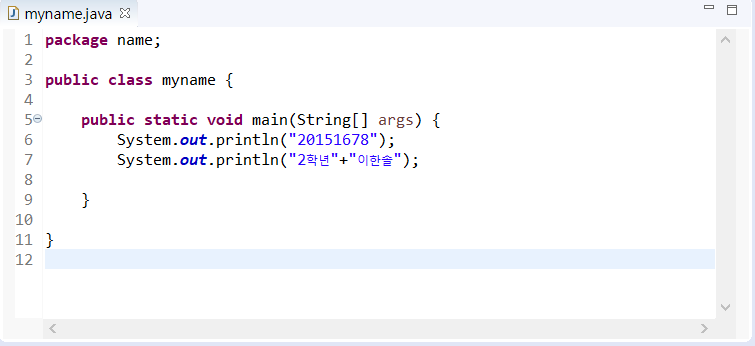 myname.java
1 package name;
2
3 public class myname {
4
5 public static void main(String[] args) {
6 System.out.println("20151678");
7 System.out.println("2학년"+"이한솔");
8
9 }
10
11 }
12